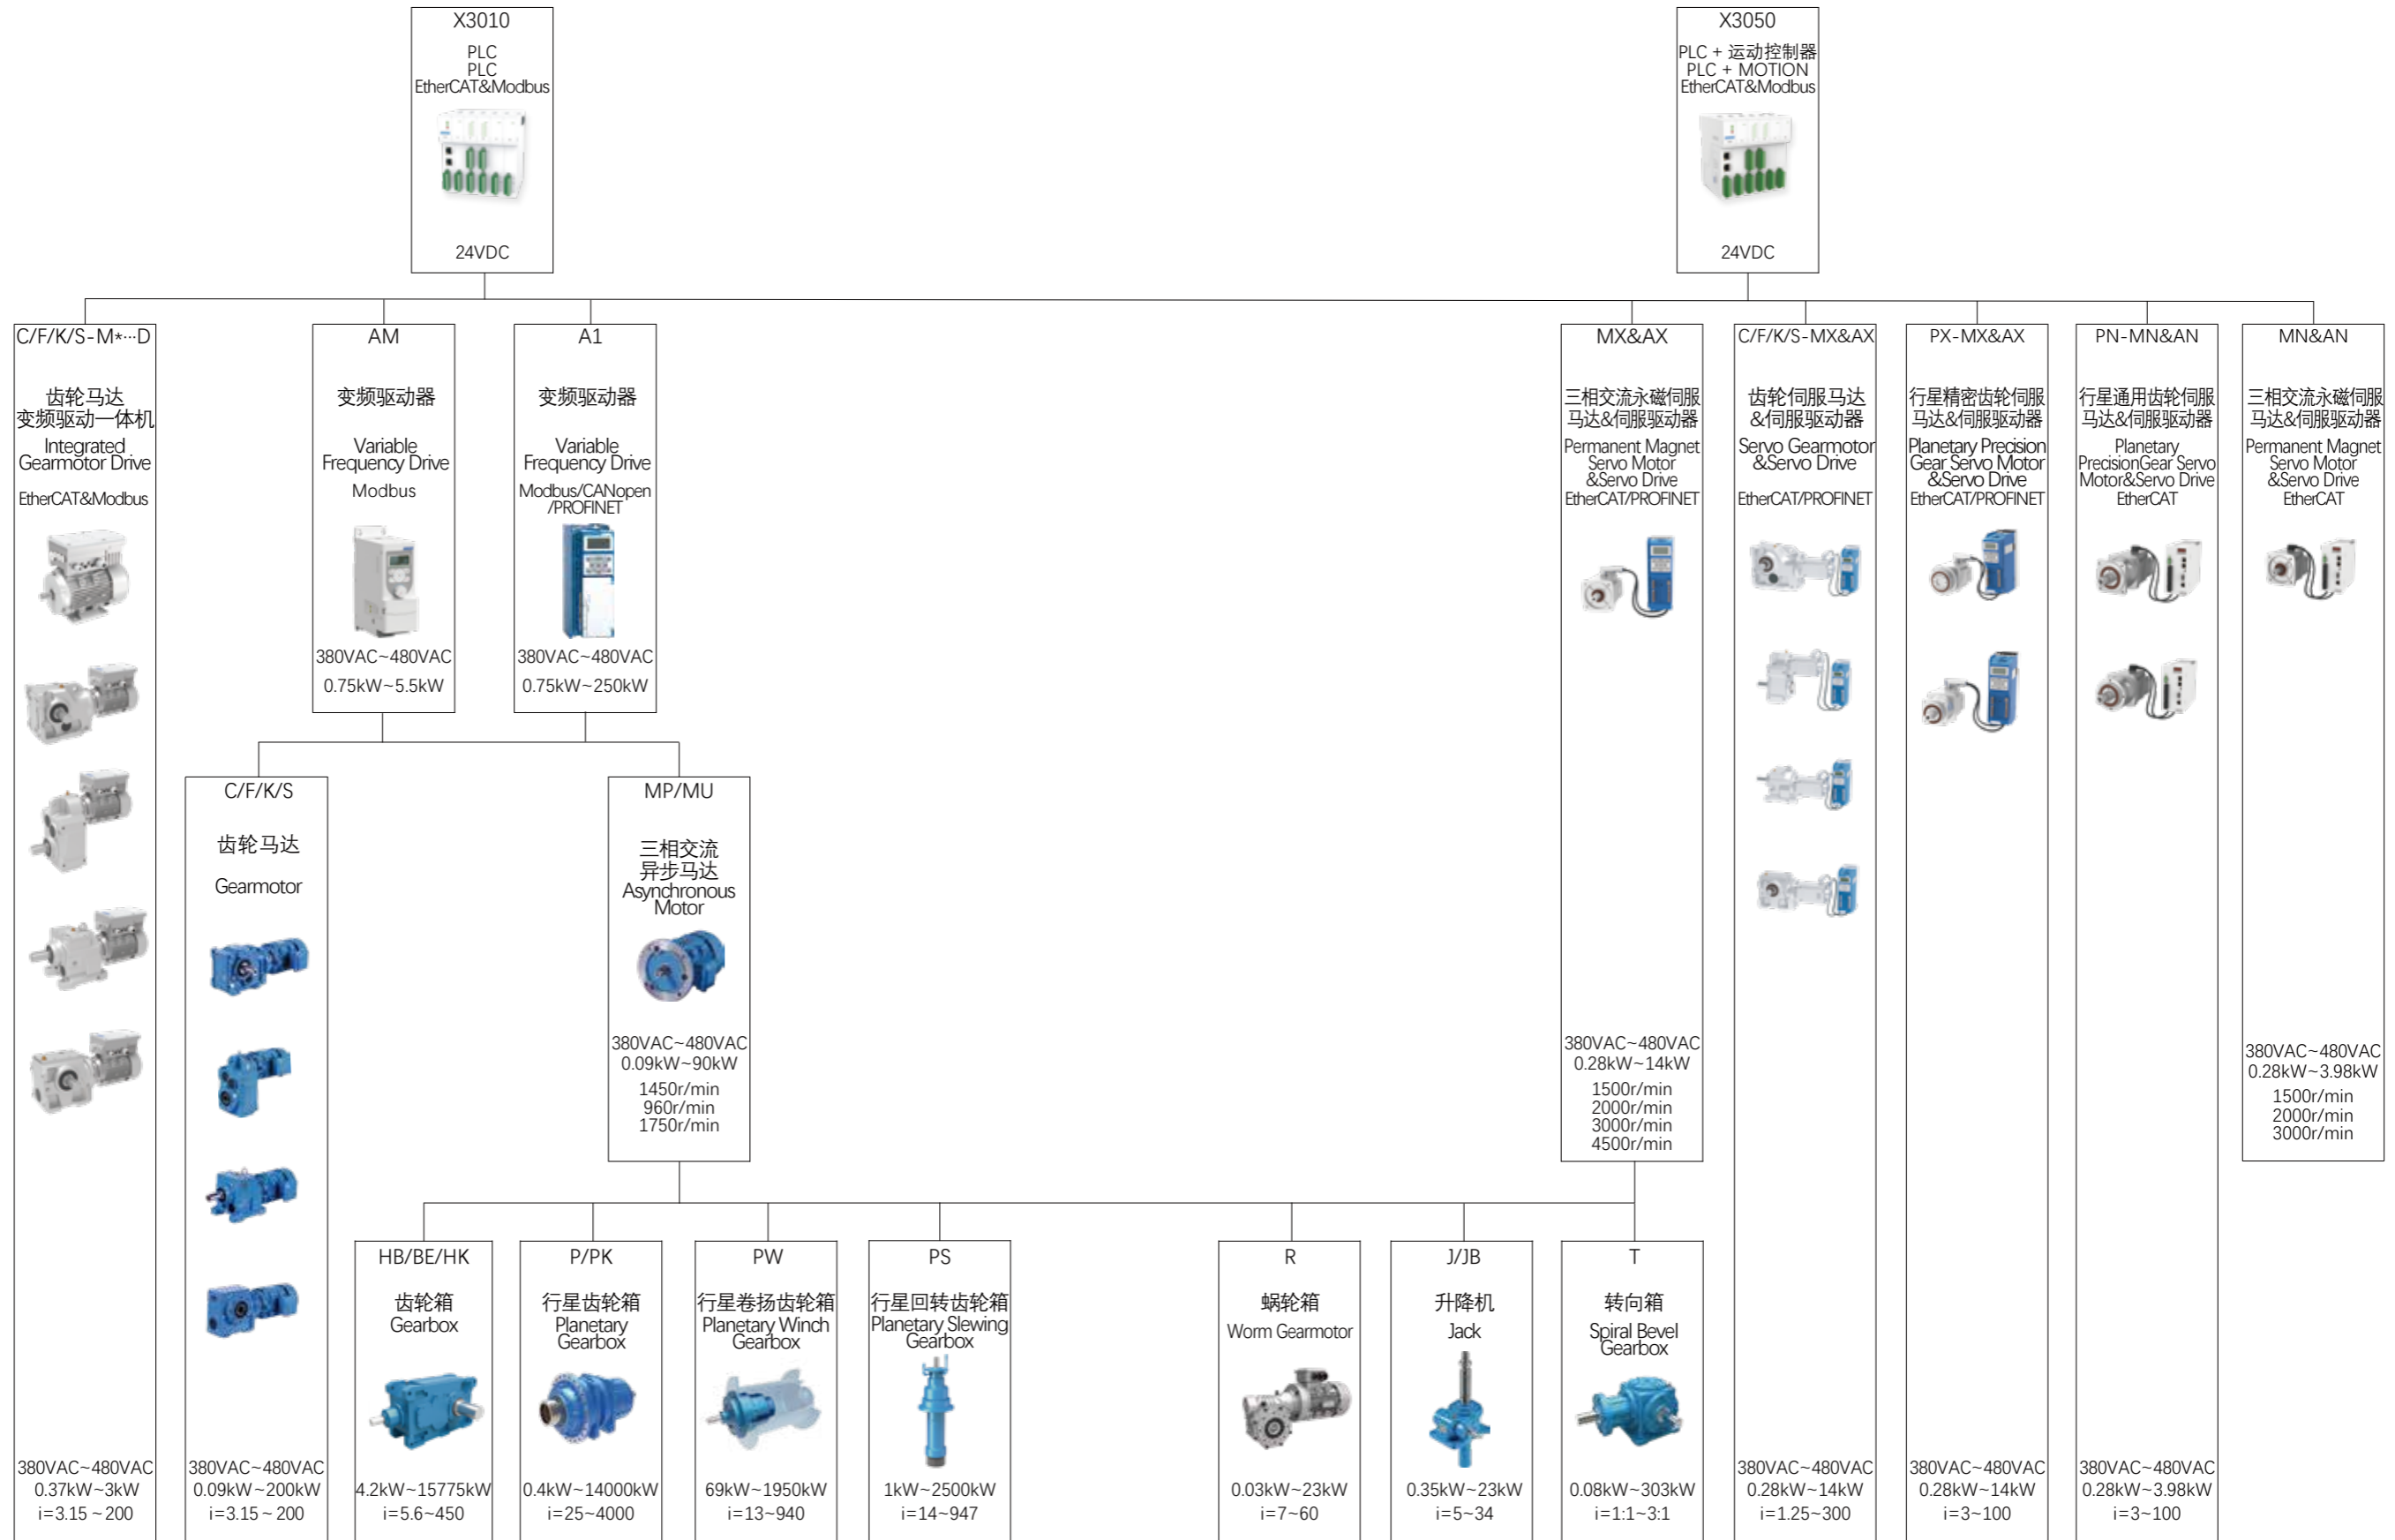 X3010
PLC
PLC
EtherCAT&Modbus
24VDC
X3050
PLC + 运动控制器
PLC + MOTION
EtherCAT&Modbus
24VDC
C/F/K/S-M*···D
齿轮马达
变频驱动一体机
Integrated
Gearmotor Drive
EtherCAT&Modbus
380VAC~480VAC
0.37kW~3kW
i=3.15 ~ 200
AM
变频驱动器
Variable
Frequency Drive
Modbus
380VAC~480VAC
0.75kW~5.5kW
A1
变频驱动器
Variable
Frequency Drive
Modbus/CANopen
/PROFINET
380VAC~480VAC
0.75kW~250kW
MX&AX
三相交流永磁伺服
马达&伺服驱动器
Permanent Magnet
Servo Motor
&Servo Drive
EtherCAT/PROFINET
380VAC~480VAC
0.28kW~14kW
1500r/min
2000r/min
3000r/min
4500r/min
C/F/K/S-MX&AX
齿轮伺服马达
&伺服驱动器
Servo Gearmotor
&Servo Drive
EtherCAT/PROFINET
380VAC~480VAC
0.28kW~14kW
i=1.25~300
PX-MX&AX
行星精密齿轮伺服
马达&伺服驱动器
Planetary Precision
Gear Servo Motor
&Servo Drive
EtherCAT/PROFINET
380VAC~480VAC
0.28kW~14kW
i=3~100
PN-MN&AN
行星通用齿轮伺服
马达&伺服驱动器
Planetary
PrecisionGear Servo
Motor&Servo Drive
EtherCAT
380VAC~480VAC
0.28kW~3.98kW
i=3~100
MN&AN
三相交流永磁伺服
马达&伺服驱动器
Permanent Magnet
Servo Motor
&Servo Drive
EtherCAT
380VAC~480VAC
0.28kW~3.98kW
1500r/min
2000r/min
3000r/min
C/F/K/S
齿轮马达
Gearmotor
380VAC~480VAC
0.09kW~200kW
i=3.15 ~ 200
MP/MU
三相交流
异步马达
Asynchronous
Motor
380VAC~480VAC
0.09kW~90kW
1450r/min
960r/min
1750r/min
HB/BE/HK
齿轮箱
Gearbox
4.2kW~15775kW
i=5.6~450
P/PK
行星齿轮箱
Planetary
Gearbox
0.4kW~14000kW
i=25~4000
PW
行星卷扬齿轮箱
Planetary Winch
Gearbox
69kW~1950kW
i=13~940
PS
行星回转齿轮箱
Planetary Slewing
Gearbox
1kW~2500kW
i=14~947
R
蜗轮箱
Worm Gearmotor
0.03kW~23kW
i=7~60
J/JB
升降机
Jack
0.35kW~23kW
i=5~34
T
转向箱
Spiral Bevel
Gearbox
0.08kW~303kW
i=1:1~3:1